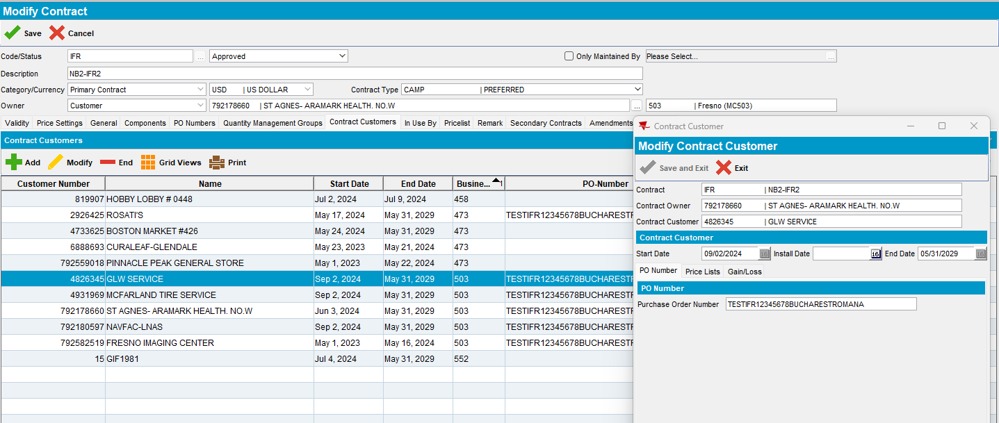 Modify Contract
Save Cancel
Code/Status IFR ... Approved Only Maintained By Please Select... ...
Description NB2-IFR2
Category/Currency Primary Contract USD | US DOLLAR Contract Type CAMP | PREFERRED
Owner Customer 792178660 | ST AGNES- ARAMARK HEALTH. NO.W ... 503 | Fresno (MC503)
Validity Price Settings General Components PO Numbers Quantity Management Groups Contract Customers In Use By Pricelist Remark Secondary Contracts Amendments
Contract Customers
Add Modify End Grid Views Print
Customer Number Name Start Date End Date Busine... 1 PO-Number
819907 HOBBY LOBBY # 0448 Jul 2, 2024 Jul 9, 2024 458
2926425 ROSATI'S May 17, 2024 May 31, 2029 473 TESTIFR12345678BUCHARESTR
4733625 BOSTON MARKET #426 May 24, 2024 May 31, 2029 473
6888693 CURALEAF-GLENDALE May 23, 2023 May 21, 2024 473
792559018 PINNACLE PEAK GENERAL STORE May 1, 2023 May 22, 2024 473
4826345 GLW SERVICE Sep 2, 2024 May 31, 2029 503 TESTIFR12345678BUCHARESTR
4931969 MCFARLAND TIRE SERVICE Sep 2, 2024 May 31, 2029 503 TESTIFR12345678BUCHARESTR
792178660 ST AGNES- ARAMARK HEALTH. NO.W Jun 3, 2024 May 31, 2029 503 TESTIFR12345678BUCHARESTR
792180597 NAVFAC-LNAS Sep 2, 2024 May 31, 2029 503 TESTIFR12345678BUCHARESTR
792582519 FRESNO IMAGING CENTER May 1, 2023 May 16, 2024 503 TESTIFR12345678BUCHARESTR
15 GIF1981 Jul 4, 2024 May 31, 2029 552
Contract Customer
Modify Contract Customer
Save and Exit Exit
Contract IFR | NB2-IFR2
Contract Owner 792178660 | ST AGNES- ARAMARK HEALTH. NO.W
Contract Customer 4826345 | GLW SERVICE
Contract Customer
Start Date 09/02/2024 16 Install Date 16 End Date 05/31/2029 16
PO Number Price Lists Gain/Loss
PO Number
Purchase Order Number TESTIFR12345678BUCHARESTROMANA